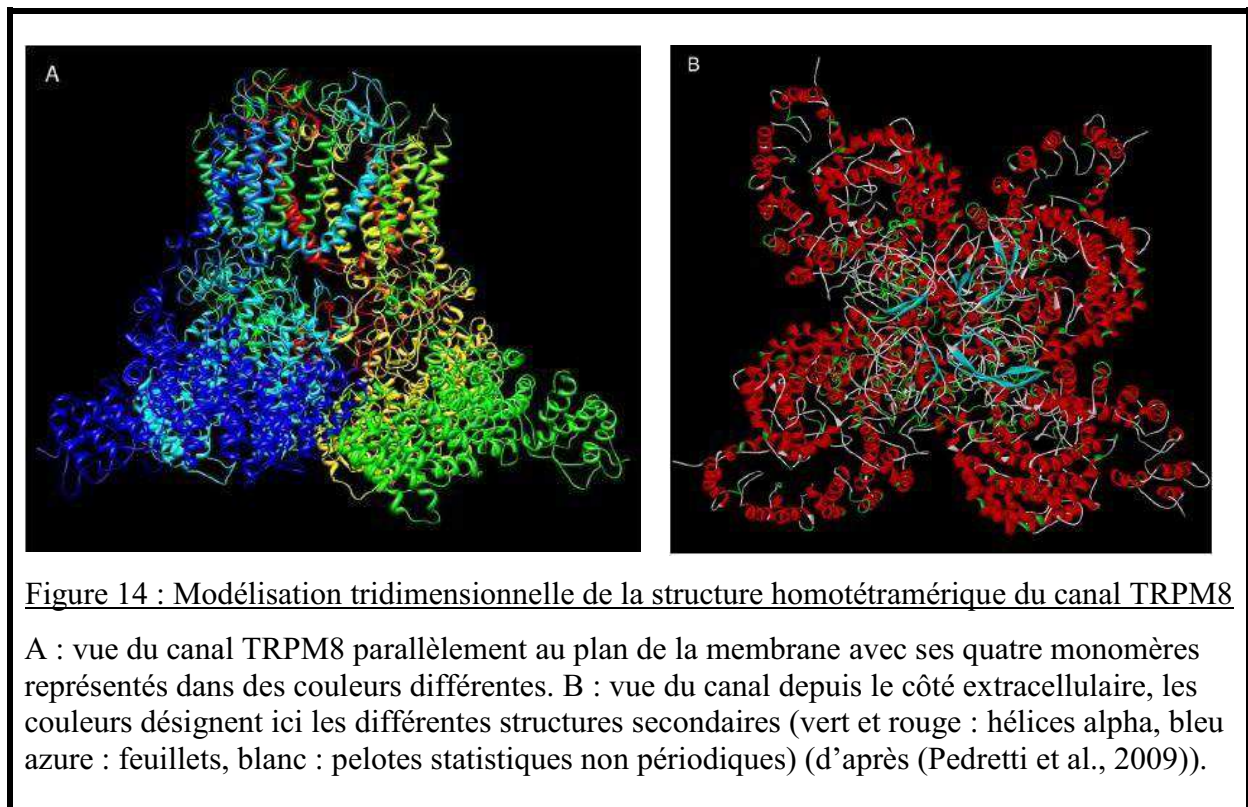 A
B
Figure 14 : Modélisation tridimensionnelle de la structure homotétramérique du canal TRPM8
A : vue du canal TRPM8 parallèlement au plan de la membrane avec ses quatre monomères
représentés dans des couleurs différentes. B : vue du canal depuis le côté extracellulaire, les
couleurs désignent ici les différentes structures secondaires (vert et rouge : hélices alpha, bleu
azure : feuillets, blanc : pelotes statistiques non périodiques) (d’après (Pedretti et al., 2009)).